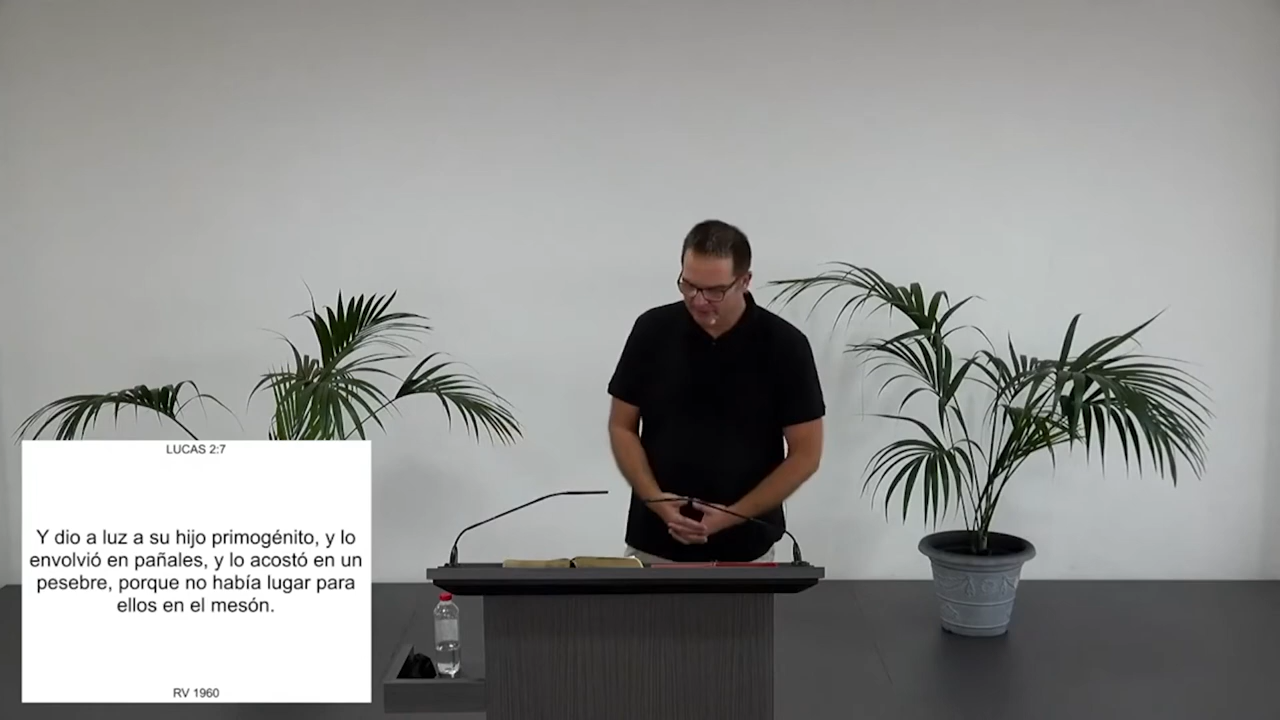 LUCAS 2:7
Y dio a luz a su hijo primogénito, y lo
envolvió en pañales, y lo acostó en un
pesebre, porque no había lugar para
ellos en el mesón.
RV 1960